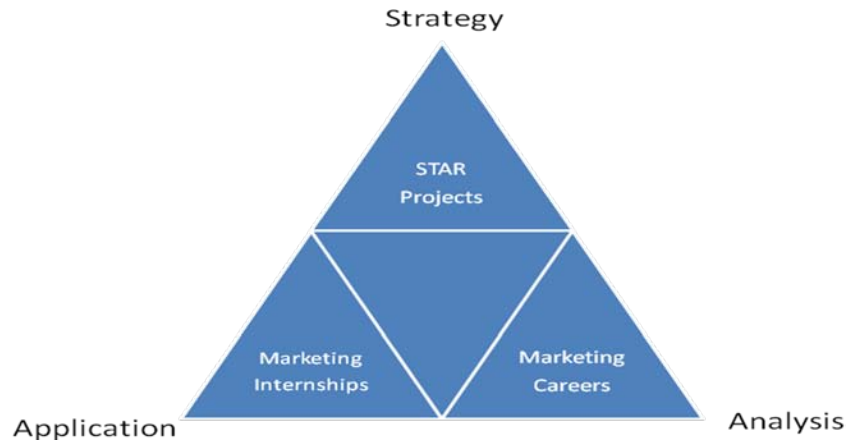 Strategy
STAR
Projects
Marketing
Internships
Marketing
Careers
Application
Analysis